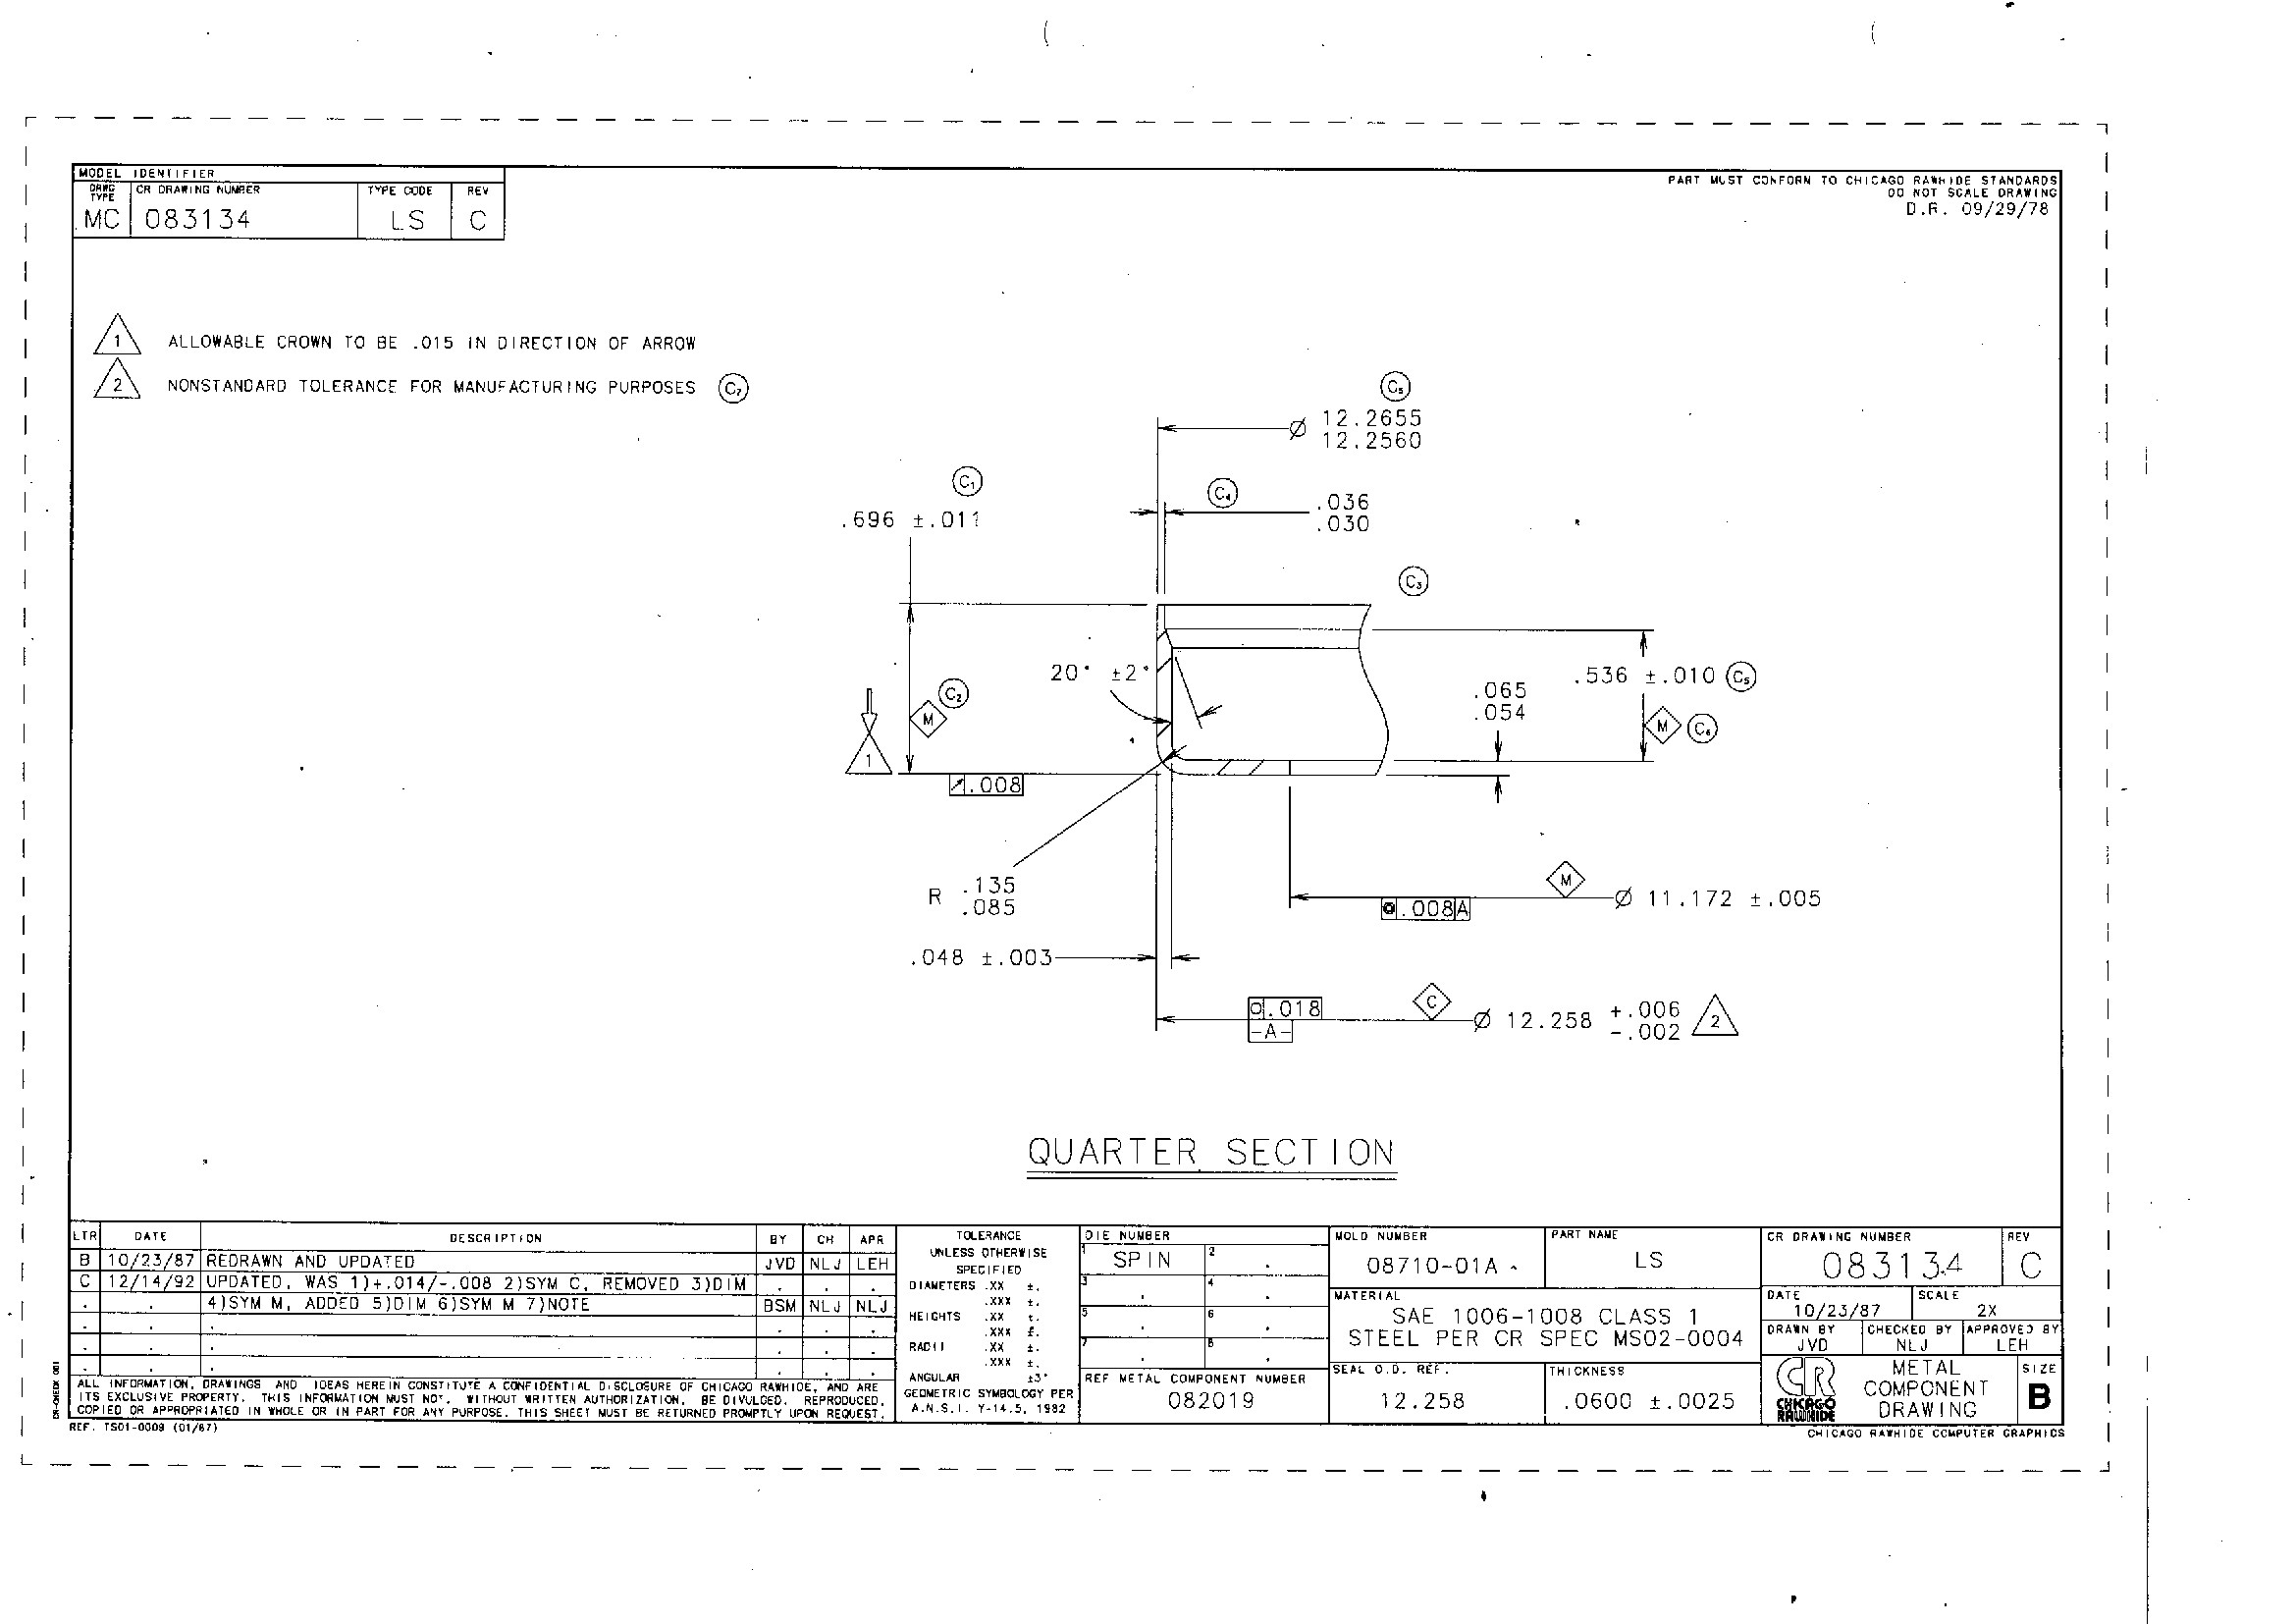 MODEL IDENTIFIER
DRWG TYPE CR DRAWING NUMBER TYPE CODE REV
MC 083134 LS C
PART MUST CONFORM TO CHICAGO RAWHIDE STANDARDS
DO NOT SCALE DRAWING
D.R. 09/29/78
1 ALLOWABLE CROWN TO BE .015 IN DIRECTION OF ARROW
2 NONSTANDARD TOLERANCE FOR MANUFACTURING PURPOSES C7
C5
Ø 12.2655
12.2560
C1
.696 ±.011
C4
.036
.030
C3
20° ±2°
.536 ±.010 C5
.065
.054
C2
M
M C6
1
.008
R .135
.085
M
.008 A
Ø 11.172 ±.005
.048 ±.003
.018
-A-
C
Ø 12.258 +.006
-.002
2
QUARTER SECTION
LTR DATE DESCRIPTION BY CH APR
B 10/23/87 REDRAWN AND UPDATED JVD NLJ LEH
C 12/14/92 UPDATED, WAS 1)+.014/-.008 2)SYM C, REMOVED 3)DIM
4)SYM M, ADDED 5)DIM 6)SYM M 7)NOTE BSM NLJ NLJ
ALL INFORMATION, DRAWINGS AND IDEAS HEREIN CONSTITUTE A CONFIDENTIAL DISCLOSURE OF CHICAGO RAWHIDE, AND ARE
ITS EXCLUSIVE PROPERTY. THIS INFORMATION MUST NOT, WITHOUT WRITTEN AUTHORIZATION, BE DIVULGED, REPRODUCED,
COPIED OR APPROPRIATED IN WHOLE OR IN PART FOR ANY PURPOSE. THIS SHEET MUST BE RETURNED PROMPTLY UPON REQUEST.
REF. TS01-0009 (01/87)
CR-CHECK 001
TOLERANCE
UNLESS OTHERWISE
SPECIFIED
DIAMETERS .XX ±.
.XXX ±.
HEIGHTS .XX ±.
.XXX ±.
RADII .XX ±.
.XXX ±.
ANGULAR ±3°
GEOMETRIC SYMBOLOGY PER
A.N.S.I. Y-14.5, 1982
DIE NUMBER
1 SPIN 2
3 4
5 6
7 8
REF METAL COMPONENT NUMBER
082019
MOLD NUMBER
08710-01A
PART NAME
LS
MATERIAL
SAE 1006-1008 CLASS 1
STEEL PER CR SPEC MS02-0004
SEAL O.D. REF.
12.258
THICKNESS
.0600 ±.0025
CR DRAWING NUMBER REV
083134 C
DATE SCALE
10/23/87 2X
DRAWN BY CHECKED BY APPROVED BY
JVD NLJ LEH
CR
CHICAGO
RAWHIDE
METAL
COMPONENT
DRAWING
SIZE
B
CHICAGO RAWHIDE COMPUTER GRAPHICS